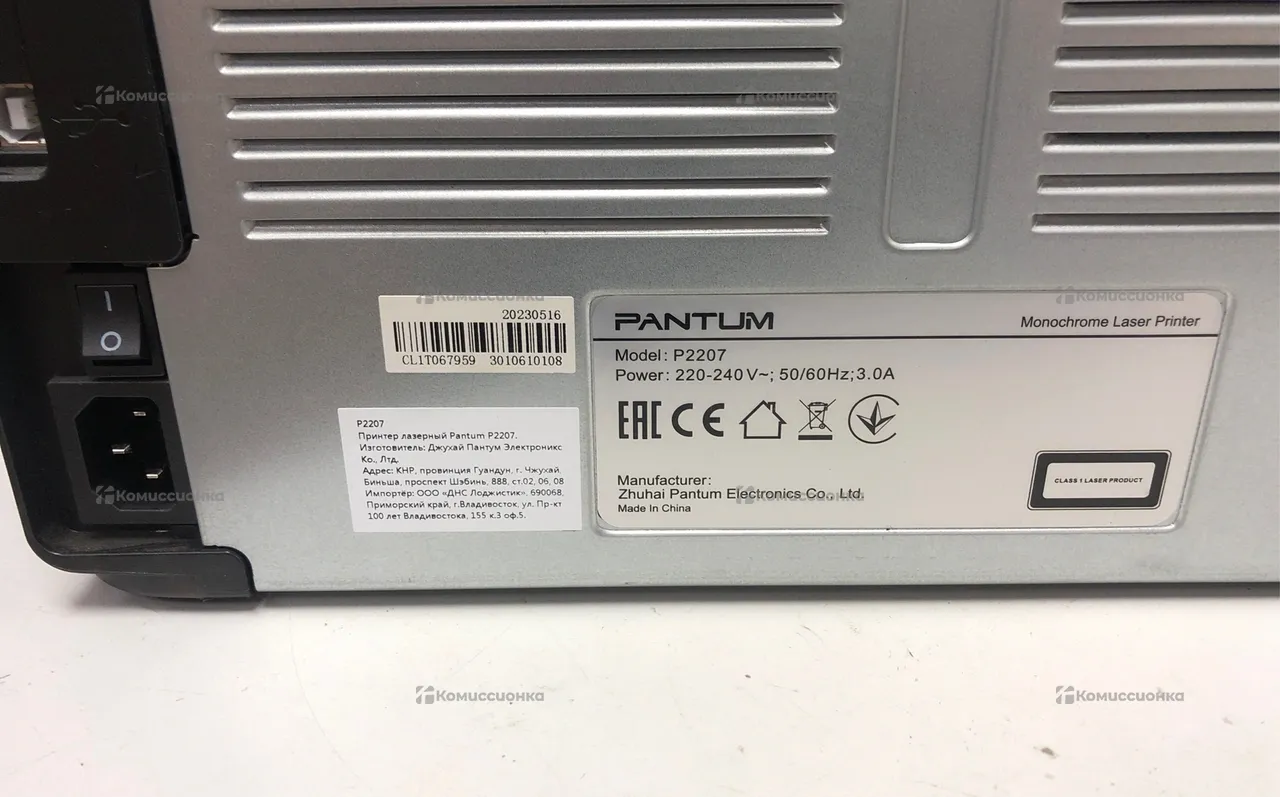 20230516
CL1T067959 3010610108
P2207
Принтер лазерный Pantum P2207.
Изготовитель: Джухай Пантум Электроникс
Ко., Лтд.
Адрес: КНР, провинция Гуандун, г. Чжухай,
Биньша, проспект Шэбинь, 888, ст.02, 06, 08
Импортёр: ООО «ДНС Лоджистик», 690068,
Приморский край, г.Владивосток, ул. Пр-кт
100 лет Владивостока, 155 к.3 оф.5.
PANTUM
Monochrome Laser Printer
Model: P2207
Power: 220-240V~; 50/60Hz;3.0A
EAC CE
Manufacturer:
Zhuhai Pantum Electronics Co., Ltd.
Made In China
CLASS 1 LASER PRODUCT
Комиссионка
Комиссионка
Комиссионка
Комиссионка
Комиссионка
Комиссионка
Комиссионка
Комиссионка